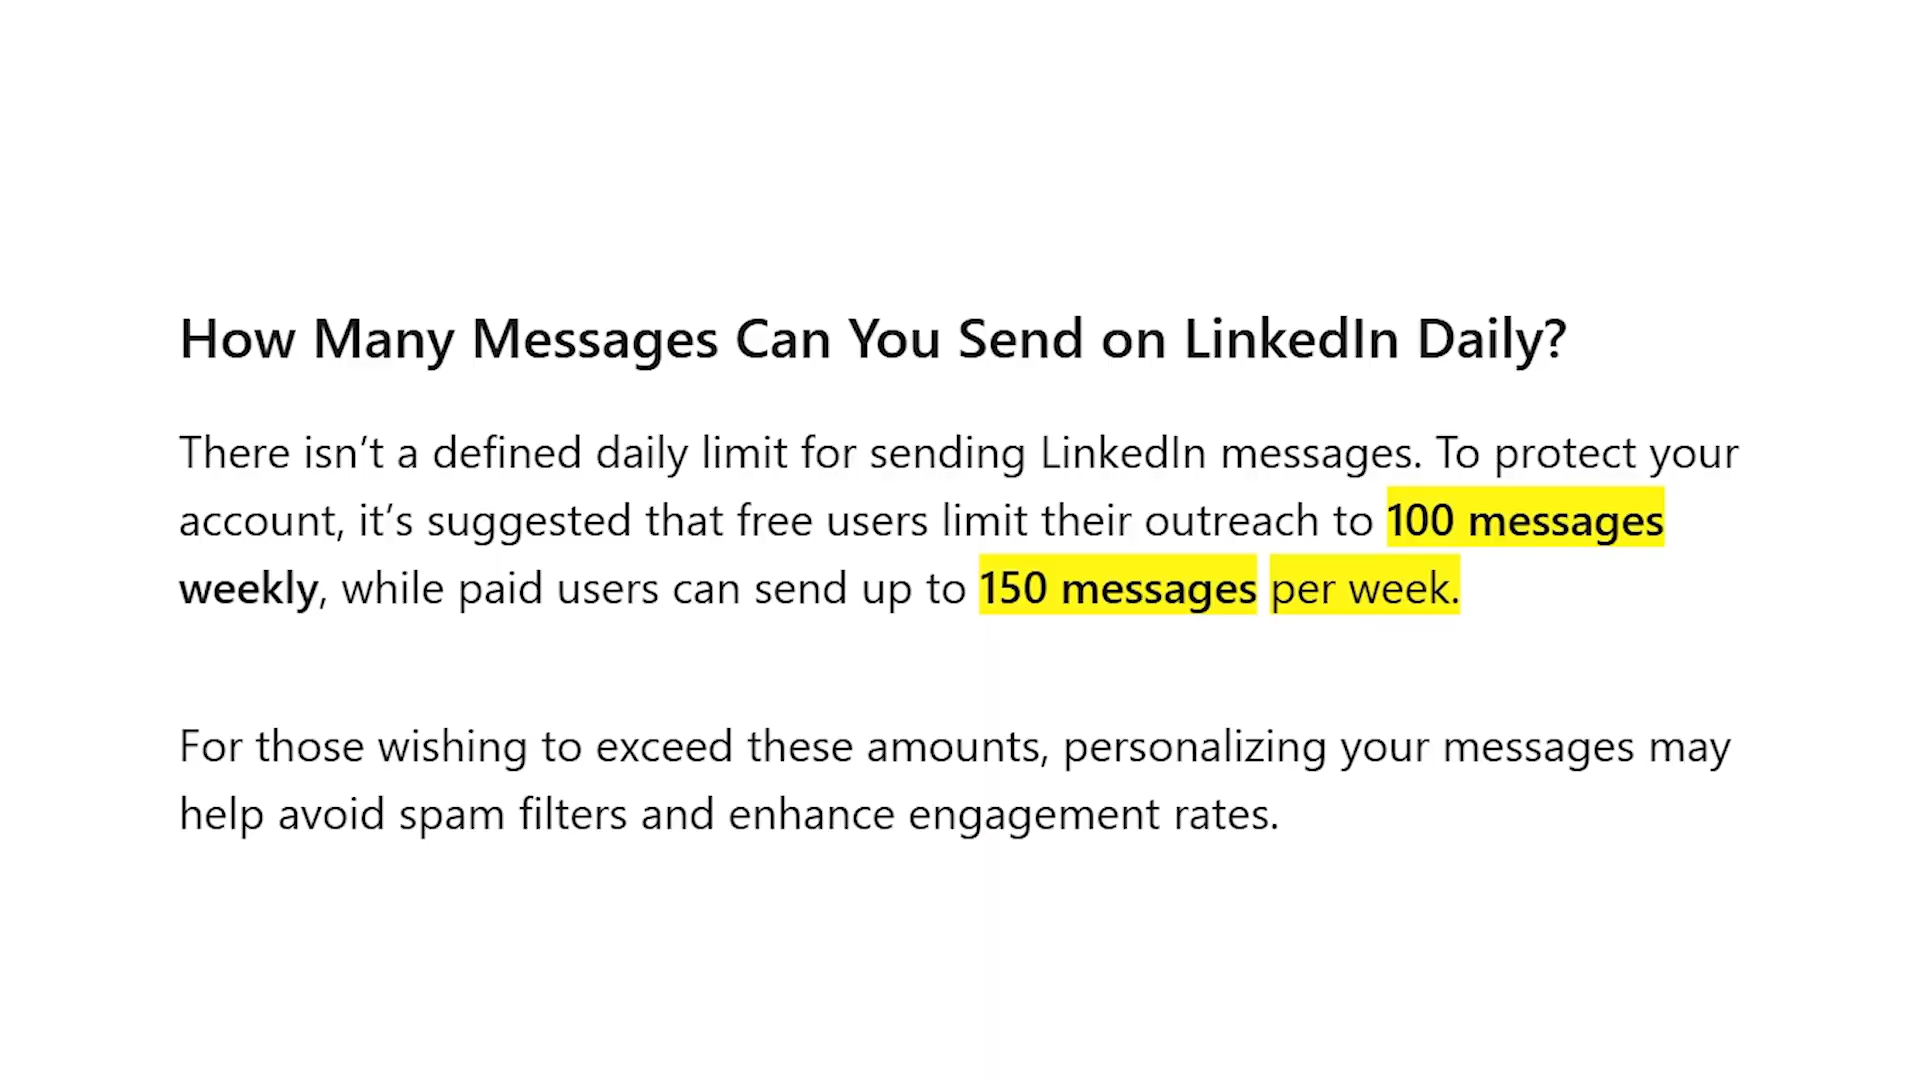 How Many Messages Can You Send on LinkedIn Daily?
There isn’t a defined daily limit for sending LinkedIn messages. To protect your
account, it’s suggested that free users limit their outreach to 100 messages
weekly, while paid users can send up to 150 messages per week.
For those wishing to exceed these amounts, personalizing your messages may
help avoid spam filters and enhance engagement rates.